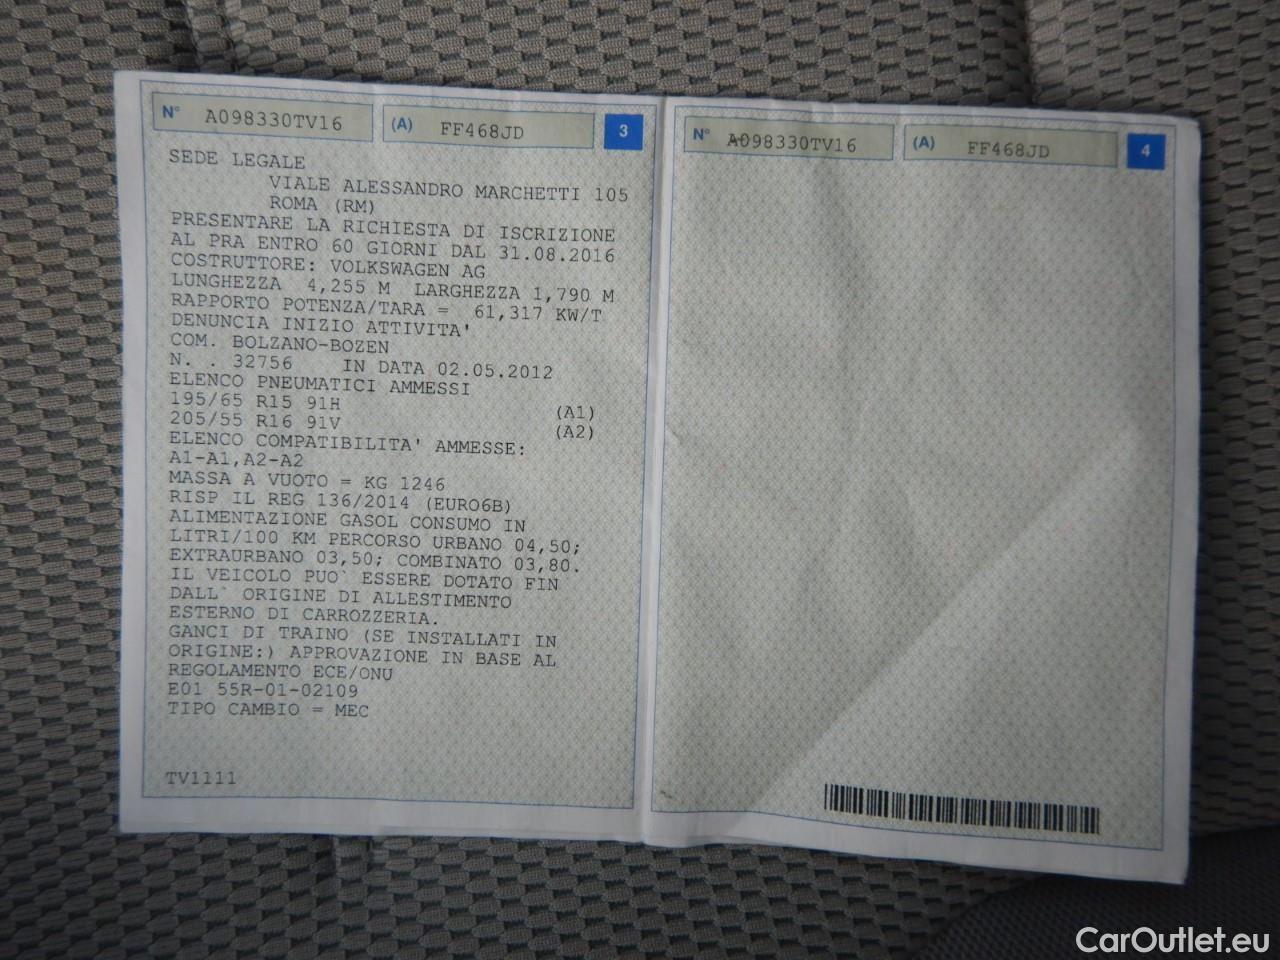 N° A098330TV16 (A) FF468JD 3
SEDE LEGALE
VIALE ALESSANDRO MARCHETTI 105
ROMA (RM)
PRESENTARE LA RICHIESTA DI ISCRIZIONE
AL PRA ENTRO 60 GIORNI DAL 31.08.2016
COSTRUTTORE: VOLKSWAGEN AG
LUNGHEZZA 4,255 M LARGHEZZA 1,790 M
RAPPORTO POTENZA/TARA = 61,317 KW/T
DENUNCIA INIZIO ATTIVITA'
COM. BOLZANO-BOZEN
N. . 32756 IN DATA 02.05.2012
ELENCO PNEUMATICI AMMESSI
195/65 R15 91H (A1)
205/55 R16 91V (A2)
ELENCO COMPATIBILITA' AMMESSE:
A1-A1,A2-A2
MASSA A VUOTO = KG 1246
RISP IL REG 136/2014 (EURO6B)
ALIMENTAZIONE GASOL CONSUMO IN
LITRI/100 KM PERCORSO URBANO 04,50;
EXTRAURBANO 03,50; COMBINATO 03,80.
IL VEICOLO PUO` ESSERE DOTATO FIN
DALL` ORIGINE DI ALLESTIMENTO
ESTERNO DI CARROZZERIA.
GANCI DI TRAINO (SE INSTALLATI IN
ORIGINE:) APPROVAZIONE IN BASE AL
REGOLAMENTO ECE/ONU
E01 55R-01-02109
TIPO CAMBIO = MEC
TV1111
N° A098330TV16 (A) FF468JD 4
CarOutlet.eu